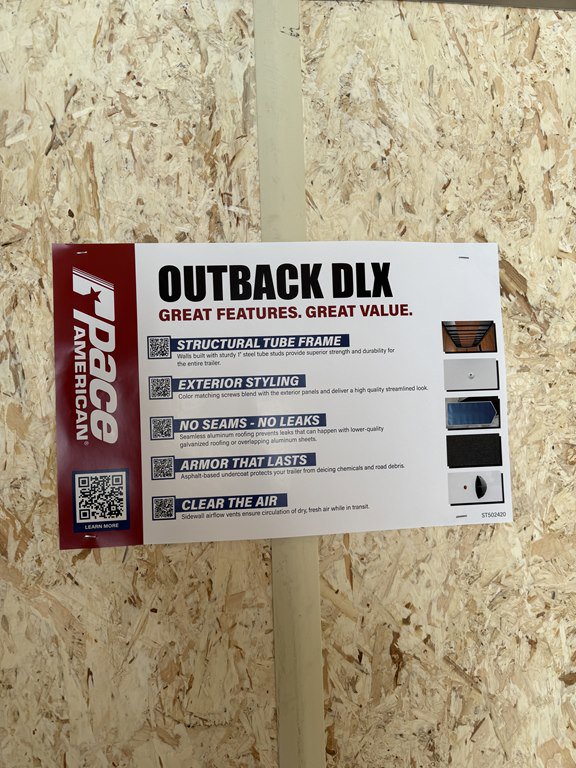 pace
AMERICAN®
LEARN MORE
OUTBACK DLX
GREAT FEATURES. GREAT VALUE.
STRUCTURAL TUBE FRAME
Walls built with sturdy 1" steel tube studs provide superior strength and durability for
the entire trailer.
EXTERIOR STYLING
Color matching screws blend with the exterior panels and deliver a high quality streamlined look.
NO SEAMS - NO LEAKS
Seamless aluminum roofing prevents leaks that can happen with lower-quality
galvanized roofing or overlapping aluminum sheets.
ARMOR THAT LASTS
Asphalt-based undercoat protects your trailer from deicing chemicals and road debris.
CLEAR THE AIR
Sidewall airflow vents ensure circulation of dry, fresh air while in transit.
ST502420